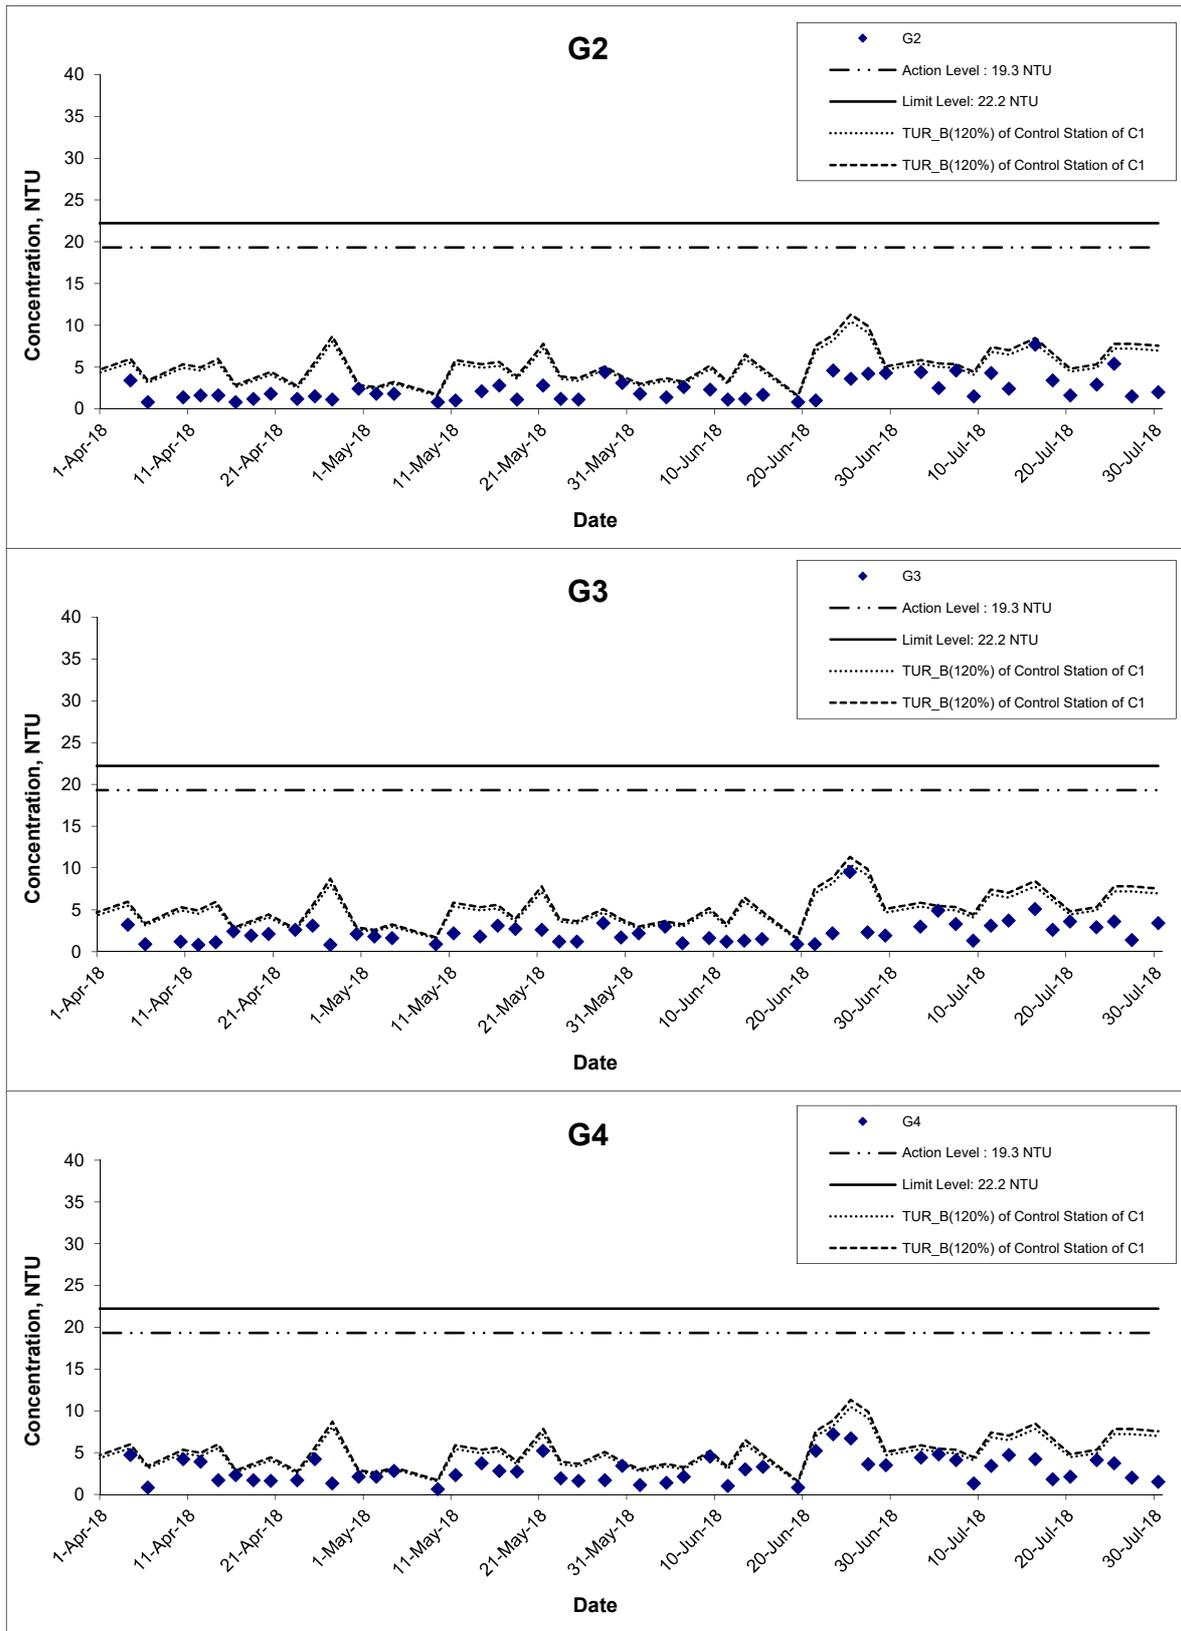 G2
G2
Action Level : 19.3 NTU
Limit Level: 22.2 NTU
TUR_B(120%) of Control Station of C1
TUR_B(120%) of Control Station of C1
Concentration, NTU
40
35
30
25
20
15
10
5
0
1-Apr-18
11-Apr-18
21-Apr-18
1-May-18
11-May-18
21-May-18
31-May-18
10-Jun-18
20-Jun-18
30-Jun-18
10-Jul-18
20-Jul-18
30-Jul-18
Date
G3
G3
Action Level : 19.3 NTU
Limit Level: 22.2 NTU
TUR_B(120%) of Control Station of C1
TUR_B(120%) of Control Station of C1
Concentration, NTU
40
35
30
25
20
15
10
5
0
1-Apr-18
11-Apr-18
21-Apr-18
1-May-18
11-May-18
21-May-18
31-May-18
10-Jun-18
20-Jun-18
30-Jun-18
10-Jul-18
20-Jul-18
30-Jul-18
Date
G4
G4
Action Level : 19.3 NTU
Limit Level: 22.2 NTU
TUR_B(120%) of Control Station of C1
TUR_B(120%) of Control Station of C1
Concentration, NTU
40
35
30
25
20
15
10
5
0
1-Apr-18
11-Apr-18
21-Apr-18
1-May-18
11-May-18
21-May-18
31-May-18
10-Jun-18
20-Jun-18
30-Jun-18
10-Jul-18
20-Jul-18
30-Jul-18
Date